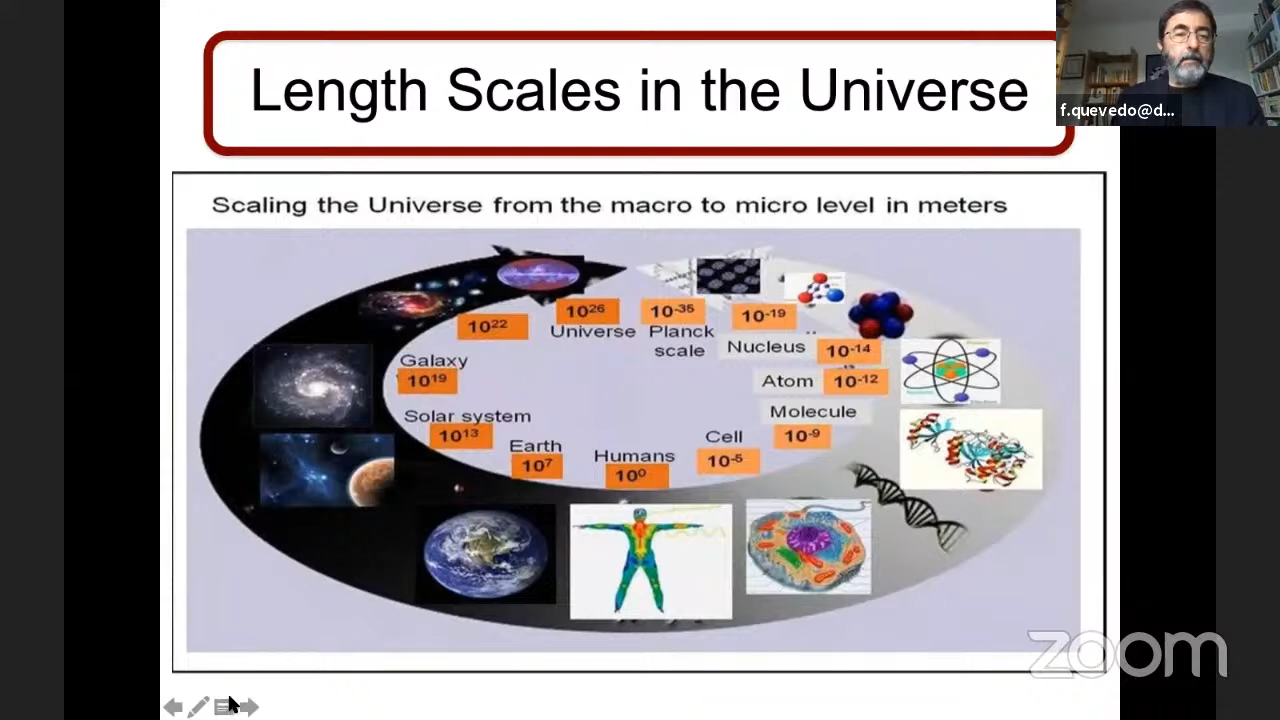 Length Scales in the Universe
f.quevedo@d...
Scaling the Universe from the macro to micro level in meters
10²⁶
10⁻³⁵
10²²
Universe
Planck
scale
10⁻¹⁹
Nucleus
10⁻¹⁴
Galaxy
10¹⁹
Atom
10⁻¹²
Solar system
10¹³
Molecule
10⁻⁹
Earth
10⁷
Humans
10⁰
Cell
10⁻⁵
zoom